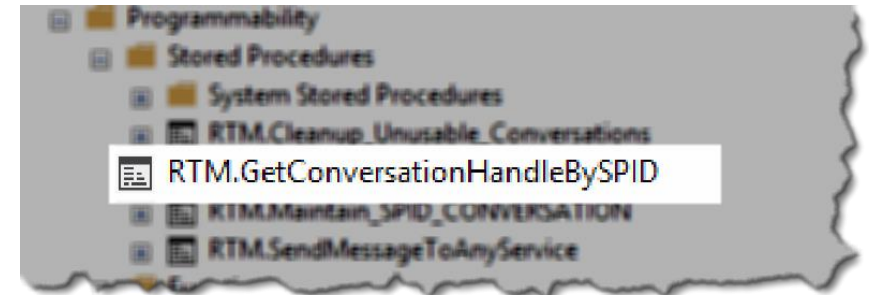 Programmability
Stored Procedures
System Stored Procedures
RTM.Cleanup_Unusable_Conversations
RTM.GetConversationHandleBySPID
RTM.Maintain_SPID_CONVERSATION
RTM.SendMessageToAnyService